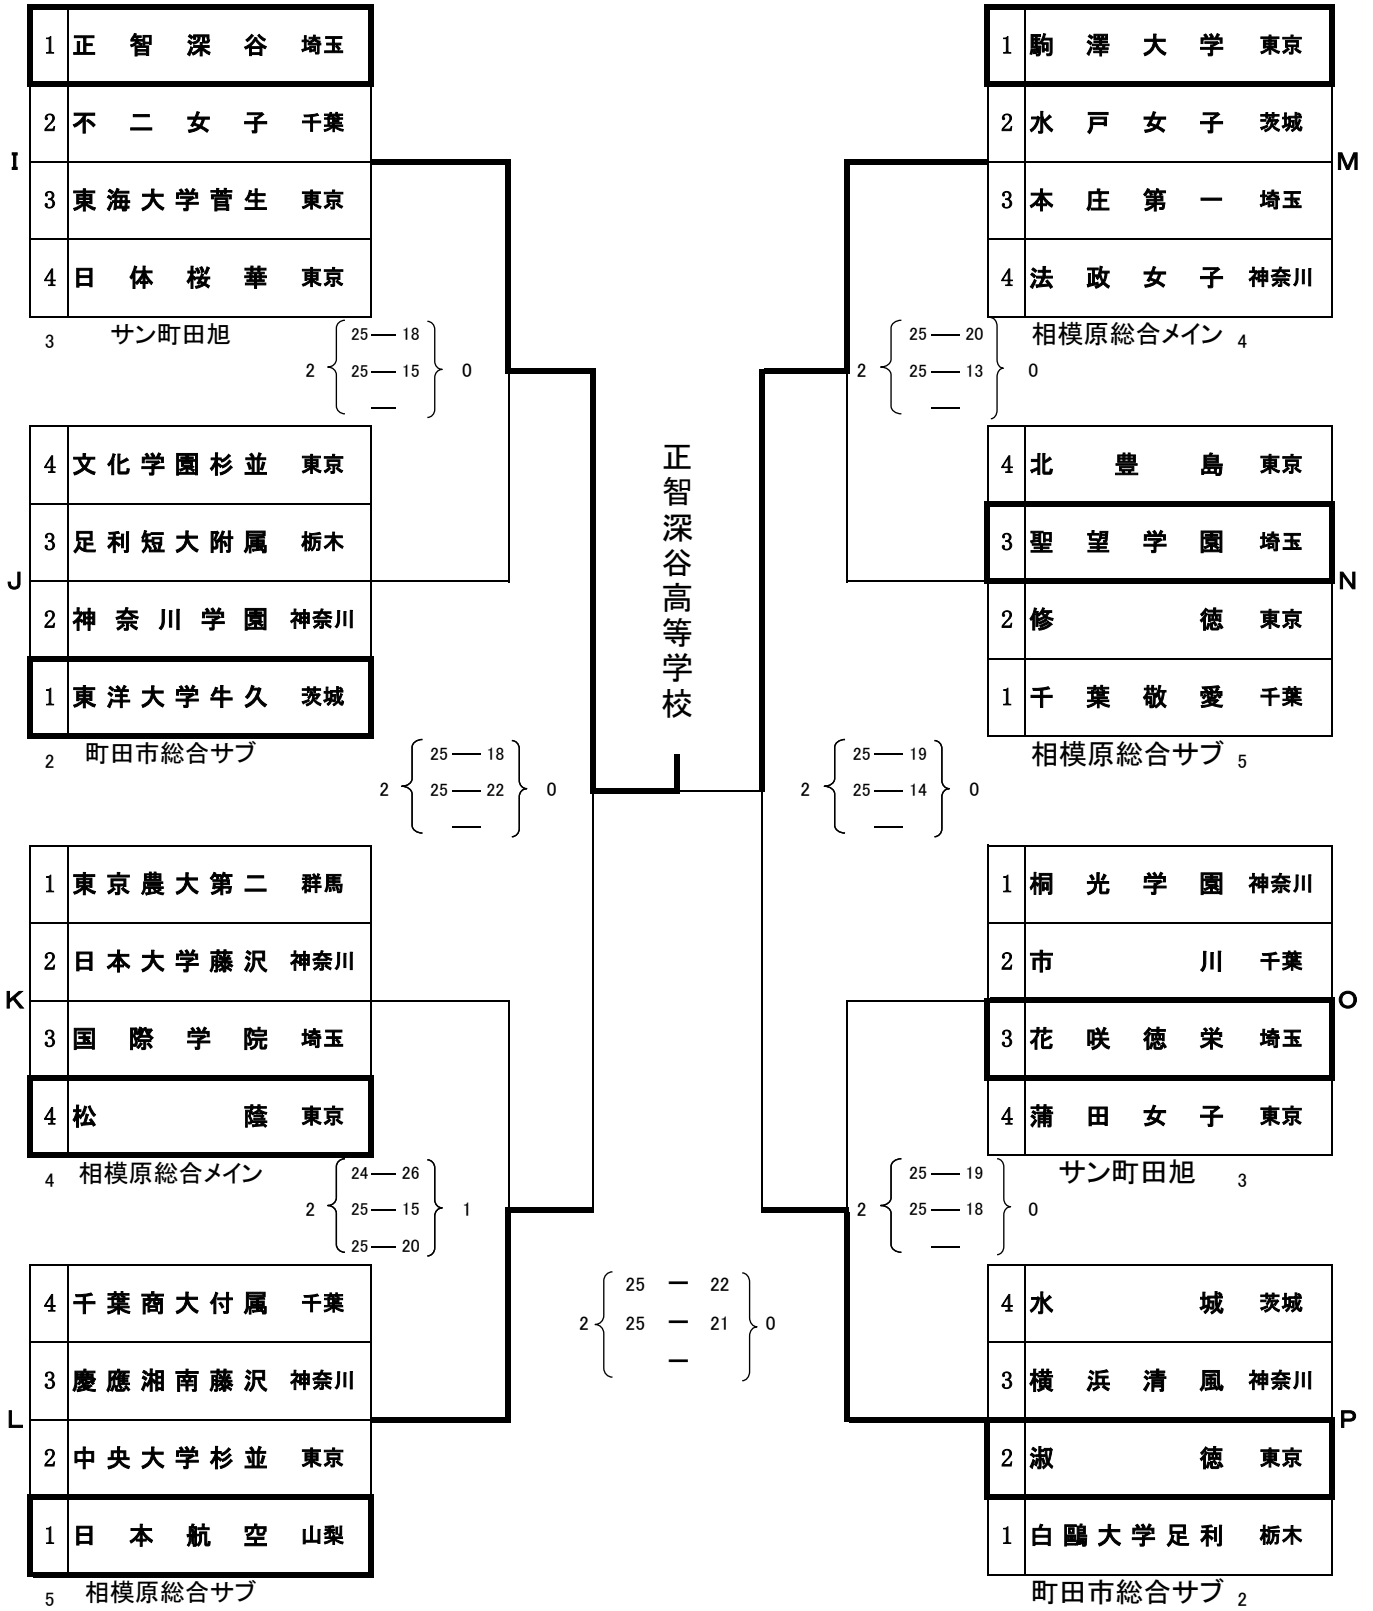 I
1 正智深谷 埼玉
2 不二女子 千葉
3 東海大学菅生 東京
4 日体桜華 東京
3 サン町田旭
2 25 — 18 0
25 — 15
—
J
4 文化学園杉並 東京
3 足利短大附属 栃木
2 神奈川学園 神奈川
1 東洋大学牛久 茨城
2 町田市総合サブ
2 25 — 18 0
25 — 22
—
K
1 東京農大第二 群馬
2 日本大学藤沢 神奈川
3 国際学院 埼玉
4 松蔭 東京
4 相模原総合メイン
2 24 — 26 1
25 — 15
25 — 20
L
4 千葉商大付属 千葉
3 慶應湘南藤沢 神奈川
2 中央大学杉並 東京
1 日本航空 山梨
5 相模原総合サブ
正智深谷高等学校
2 25 — 22 0
25 — 21
—
M
1 駒澤大学 東京
2 水戸女子 茨城
3 本庄第一 埼玉
4 法政女子 神奈川
相模原総合メイン 4
2 25 — 20 0
25 — 13
—
N
4 北豊島 東京
3 聖望学園 埼玉
2 修徳 東京
1 千葉敬愛 千葉
相模原総合サブ 5
2 25 — 19 0
25 — 14
—
O
1 桐光学園 神奈川
2 市川 千葉
3 花咲徳栄 埼玉
4 蒲田女子 東京
サン町田旭 3
2 25 — 19 0
25 — 18
—
P
4 水城 茨城
3 横浜清風 神奈川
2 淑徳 東京
1 白鷗大学足利 栃木
町田市総合サブ 2